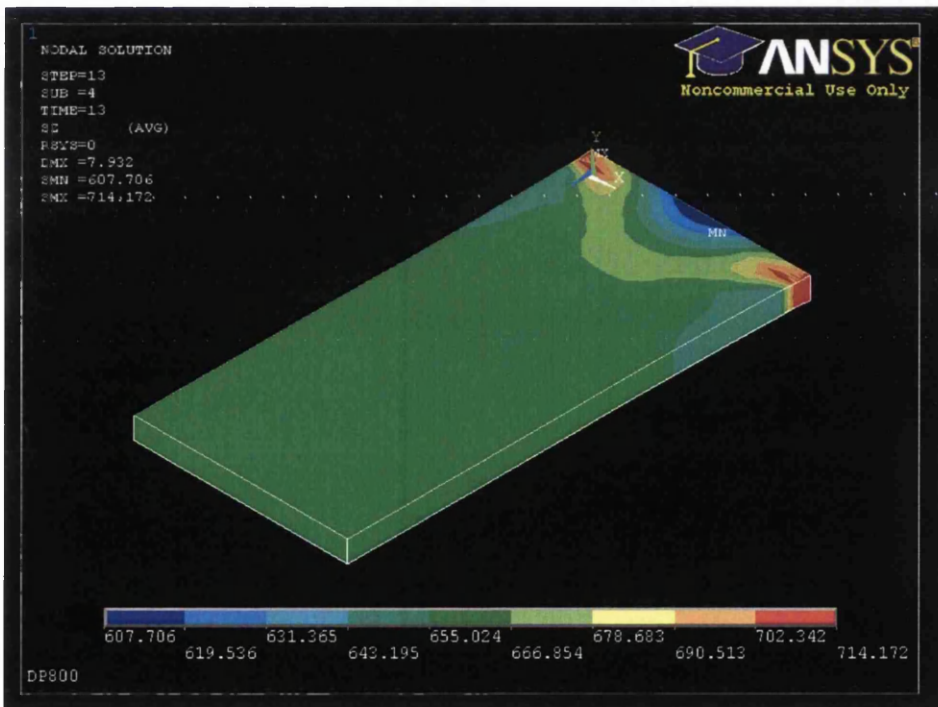 1
NODAL SOLUTION
STEP=13
SUB =4
TIME=13
(AVG)
RSYS=0
DMX =7.932
SMN =607.706
SMX =714.172
ANSYS
Noncommercial Use Only
Y
MX
X
MN
607.706 631.365 655.024 678.683 702.342
619.536 643.195 666.854 690.513 714.172
DP800